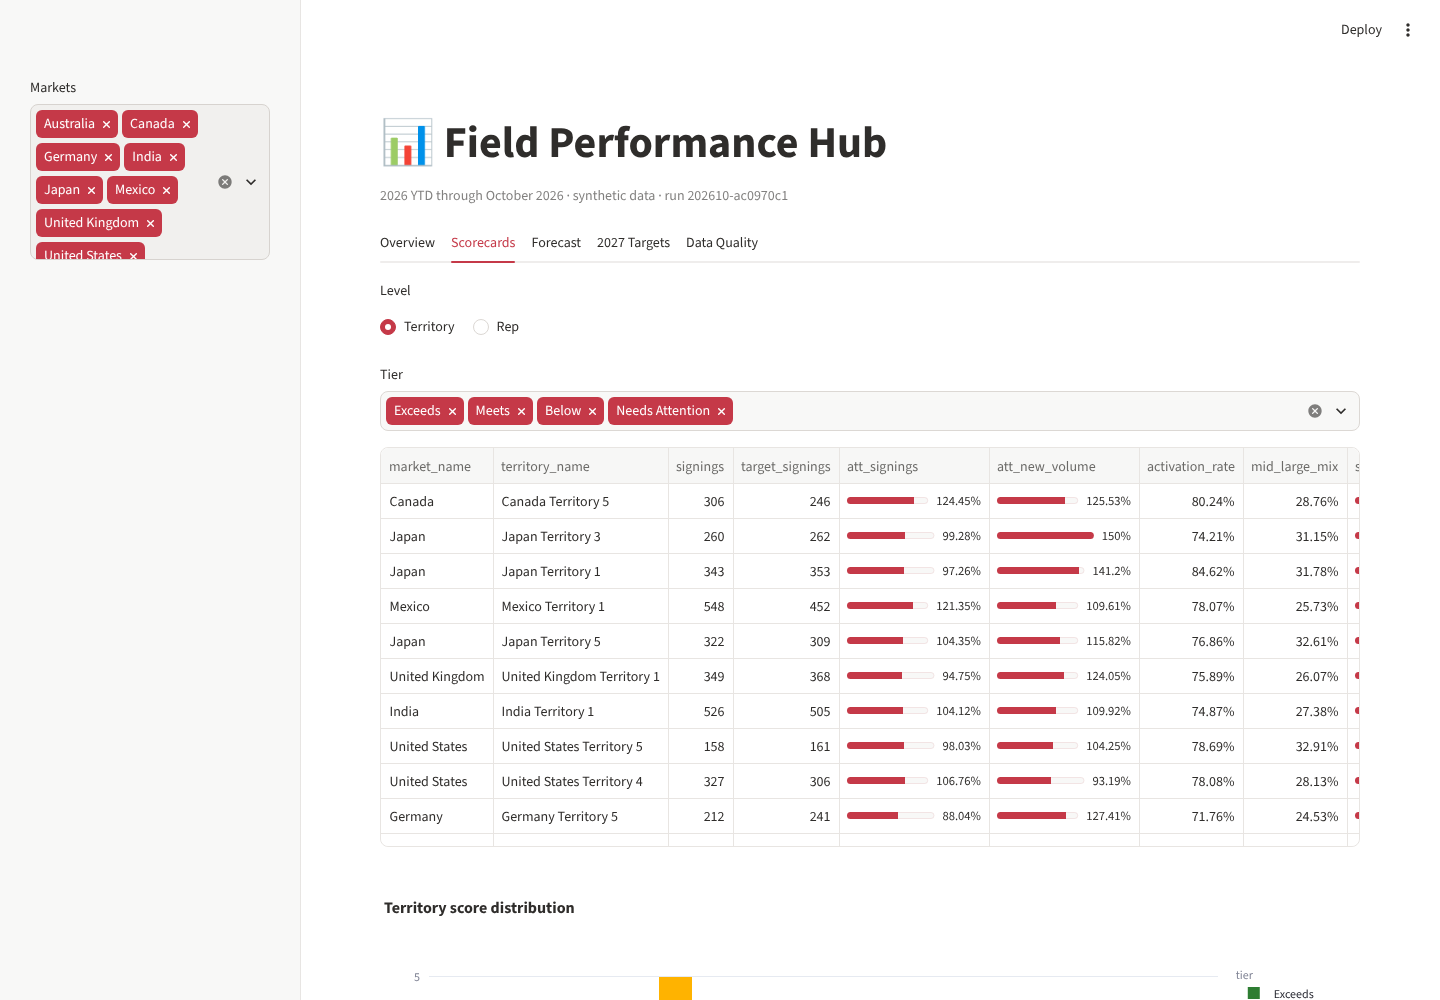 Deploy
Markets
Australia Canada
Germany India
Japan Mexico
United Kingdom
United States
📊 Field Performance Hub
2026 YTD through October 2026 · synthetic data · run 202610-ac0970c1
Overview Scorecards Forecast 2027 Targets Data Quality
Level
Territory Rep
Tier
Exceeds Meets Below Needs Attention
market_name territory_name signings target_signings att_signings att_new_volume activation_rate mid_large_mix
Canada Canada Territory 5 306 246 124.45% 125.53% 80.24% 28.76%
Japan Japan Territory 3 260 262 99.28% 150% 74.21% 31.15%
Japan Japan Territory 1 343 353 97.26% 141.2% 84.62% 31.78%
Mexico Mexico Territory 1 548 452 121.35% 109.61% 78.07% 25.73%
Japan Japan Territory 5 322 309 104.35% 115.82% 76.86% 32.61%
United Kingdom United Kingdom Territory 1 349 368 94.75% 124.05% 75.89% 26.07%
India India Territory 1 526 505 104.12% 109.92% 74.87% 27.38%
United States United States Territory 5 158 161 98.03% 104.25% 78.69% 32.91%
United States United States Territory 4 327 306 106.76% 93.19% 78.08% 28.13%
Germany Germany Territory 5 212 241 88.04% 127.41% 71.76% 24.53%
Territory score distribution
5
tier
Exceeds